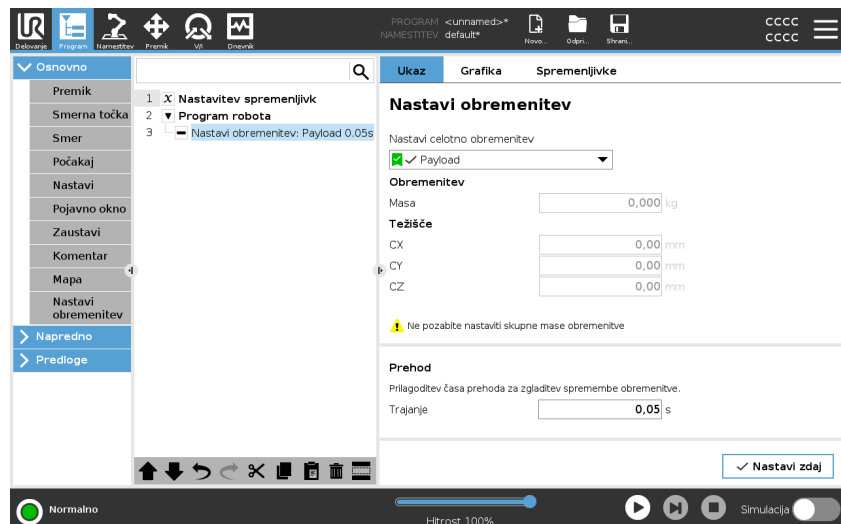 PROGRAM <unnamed>*
NAMESTITEV default*
Delovanje Program Namestitev Premik V/I Dnevnik Novo... Odpri... Shrani...
CCCC
CCCC
Osnovno
Premik
Smerna točka
Smer
Počakaj
Nastavi
Pojavno okno
Zaustavi
Komentar
Mapa
Nastavi
obremenitev
Napredno
Predloge
1 X Nastavitev spremenljivk
2 Program robota
3 Nastavi obremenitev: Payload 0.05s
Ukaz Grafika Spremenljivke
Nastavi obremenitev
Nastavi celotno obremenitev
Payload
Obremenitev
Masa 0,000 kg
Težišče
CX 0,00 mm
CY 0,00 mm
CZ 0,00 mm
Ne pozabite nastaviti skupne mase obremenitve
Prehod
Prilagoditev časa prehoda za zgladitev spremembe obremenitve.
Trajanje 0,05 s
Nastavi zdaj
Normalno
Hitrost 100%
Simulacija